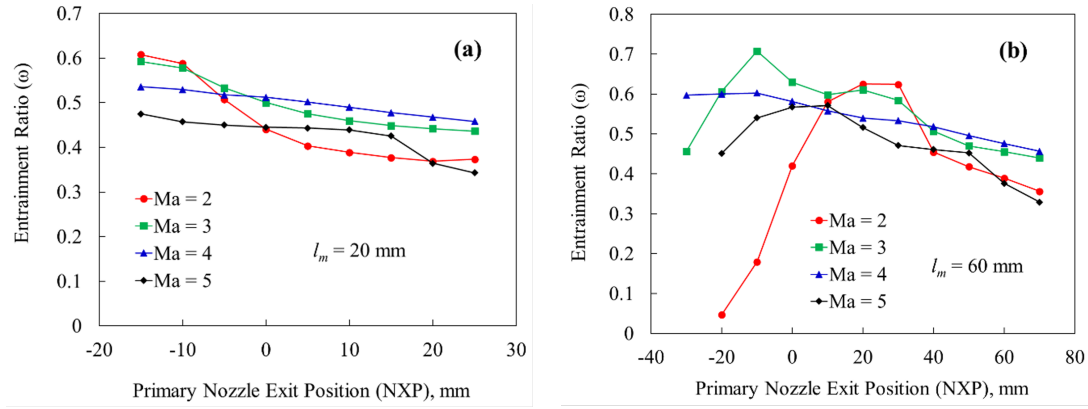 0.7
0.6
0.5
0.4
0.3
0.2
0.1
0
-20
-10
0
10
20
30
Entrainment Ratio (ω)
Primary Nozzle Exit Position (NXP), mm
(a)
Ma = 2
Ma = 3
Ma = 4
Ma = 5
lm = 20 mm
0.8
0.7
0.6
0.5
0.4
0.3
0.2
0.1
0
-40
-20
0
20
40
60
80
Entrainment Ratio (ω)
Primary Nozzle Exit Position (NXP), mm
(b)
Ma = 2
Ma = 3
Ma = 4
Ma = 5
lm = 60 mm